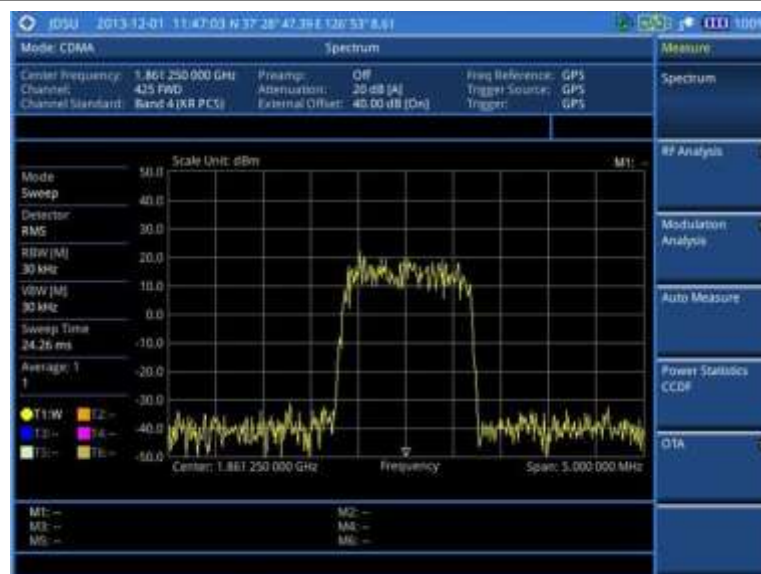 JDSU 2013-12-01 11:47:03 N 37° 28' 47.39 E 126° 53' 8.61 100%
Mode: CDMA Spectrum Measure
Center Frequency: 1.861 250 000 GHz Preamp: Off Freq Reference: GPS
Channel: 425 FWD Attenuation: 20 dB [A] Trigger Source: GPS
Channel Standard: Band 4 (KR PCS) External Offset: 40.00 dB [On] Trigger: GPS
Spectrum
RF Analysis
Modulation
Analysis
Auto Measure
Power Statistics
CCDF
OTA
Scale Unit: dBm M1: --
Mode
Sweep
Detector
RMS
RBW [M]
30 kHz
VBW [M]
30 kHz
Sweep Time
24.26 ms
Average: 1
1
T1:W T2:--
T3:-- T4:--
T5:-- T6:--
50.0
40.0
30.0
20.0
10.0
0.0
-10.0
-20.0
-30.0
-40.0
-50.0
Center: 1.861 250 000 GHz Frequency Span: 5.000 000 MHz
M1: -- M2: --
M3: -- M4: --
M5: -- M6: --